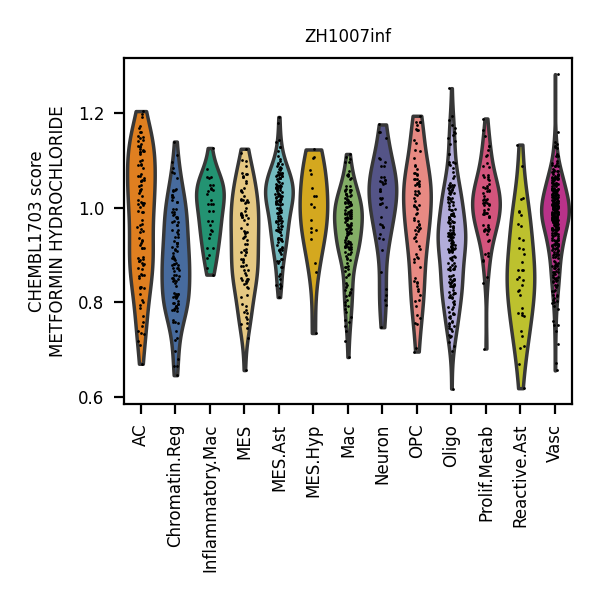 ZH1007inf
CHEMBL1703 score
METFORMIN HYDROCHLORIDE
1.2
1.0
0.8
0.6
AC
Chromatin.Reg
Inflammatory.Mac
MES
MES.Ast
MES.Hyp
Mac
Neuron
OPC
Oligo
Prolif.Metab
Reactive.Ast
Vasc